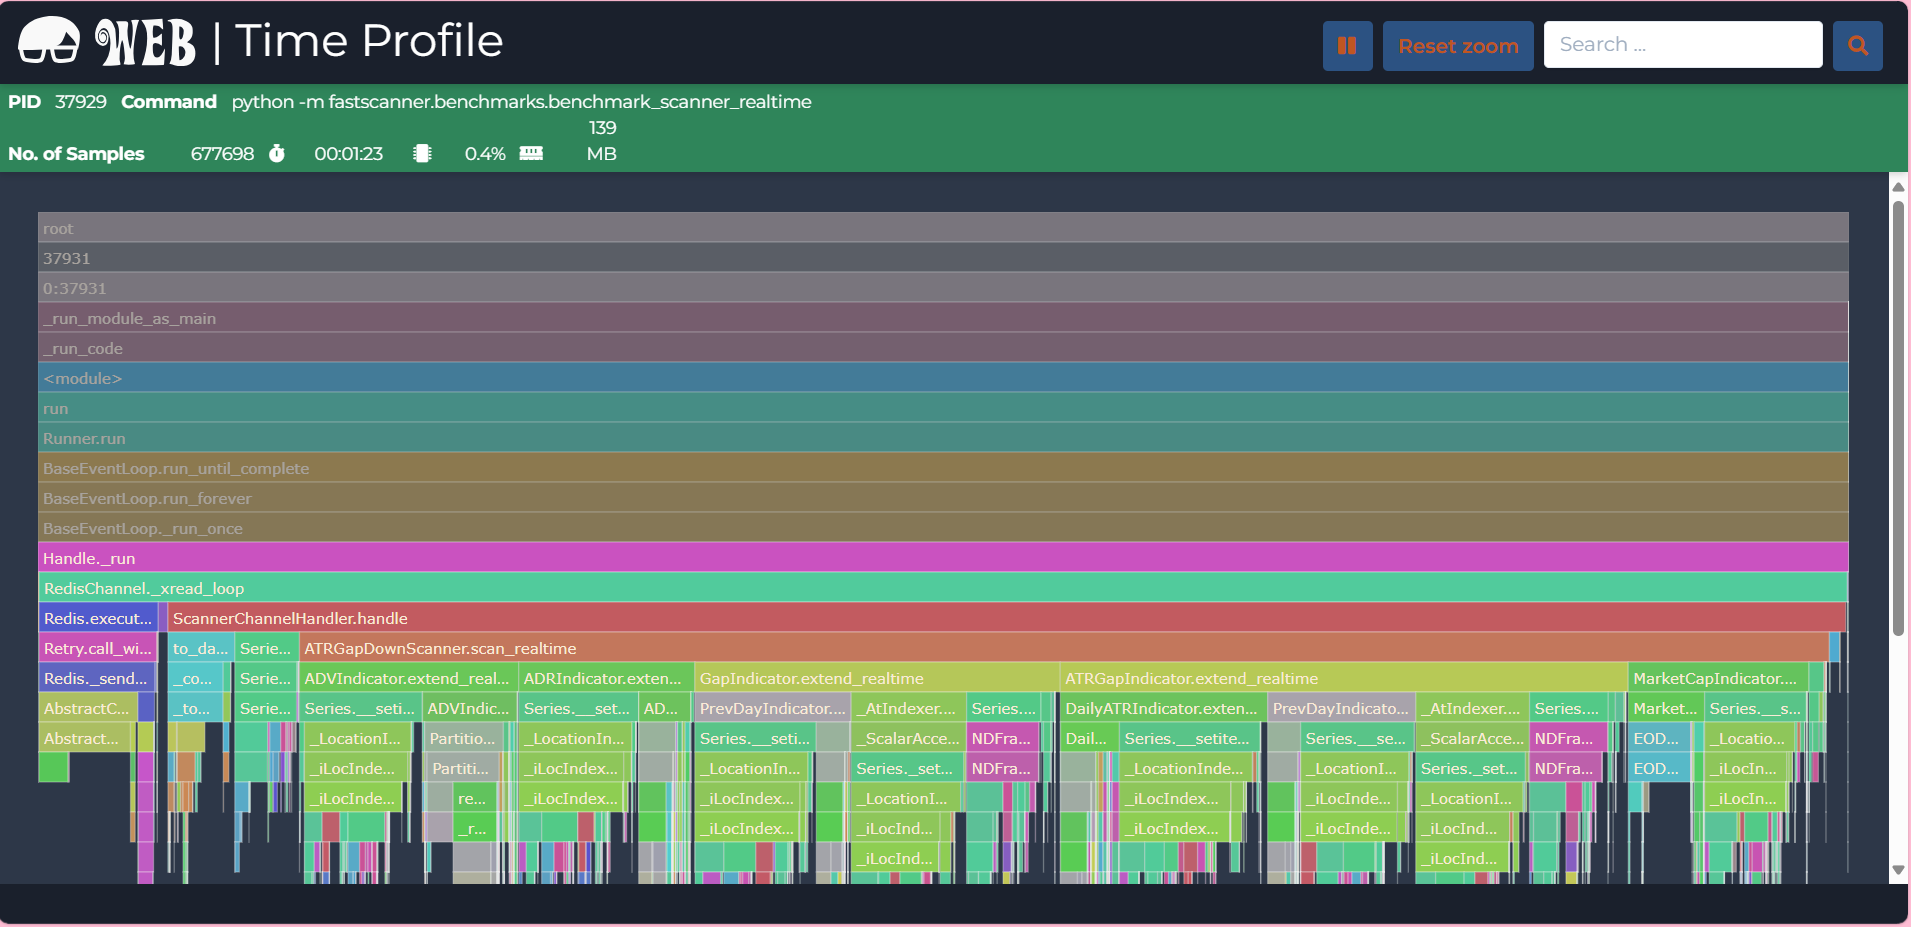 WEB | Time Profile
Reset zoom
Search ...
PID 37929 Command python -m fastscanner.benchmarks.benchmark_scanner_realtime
No. of Samples 677698 00:01:23 0.4% 139 MB
root
37931
0:37931
_run_module_as_main
_run_code
<module>
run
Runner.run
BaseEventLoop.run_until_complete
BaseEventLoop.run_forever
BaseEventLoop._run_once
Handle._run
RedisChannel._xread_loop
Redis.execut... ScannerChannelHandler.handle
Retry.call_wi... to_da... Serie... ATRGapDownScanner.scan_realtime
Redis._send... _co... Serie... ADVIndicator.extend_real... ADRIndicator.exten... GapIndicator.extend_realtime ATRGapIndicator.extend_realtime MarketCapIndicator....
AbstractC... _to... Serie... Series.__seti... ADVIndic... Series.__set... AD... PrevDayIndicator.... _AtIndexer.... Series.... DailyATRIndicator.exten... PrevDayIndicato... _AtIndexer.... Series.... Market... Series.__s...
Abstract... _LocationI... Partitio... _LocationIn... Series.__seti... _ScalarAcce... NDFra... Dail... Series.__setite... Series.__se... _ScalarAcce... NDFra... EOD... _Locatio...
_iLocInde... Partiti... _iLocIndex... _LocationIn... Series.__set... NDFra... _LocationInde... _LocationI... Series.__set... NDFra... EOD... _iLocIn...
_iLocInde... re... _iLocIndex... _iLocIndex... _LocationI... _iLocIndex... _iLocInde... _LocationI... _iLocIn...
_r... _iLocIndex... _iLocInd... _iLocIndex... _iLocInde... _iLocInd...
_iLocInd... _iLocInd...